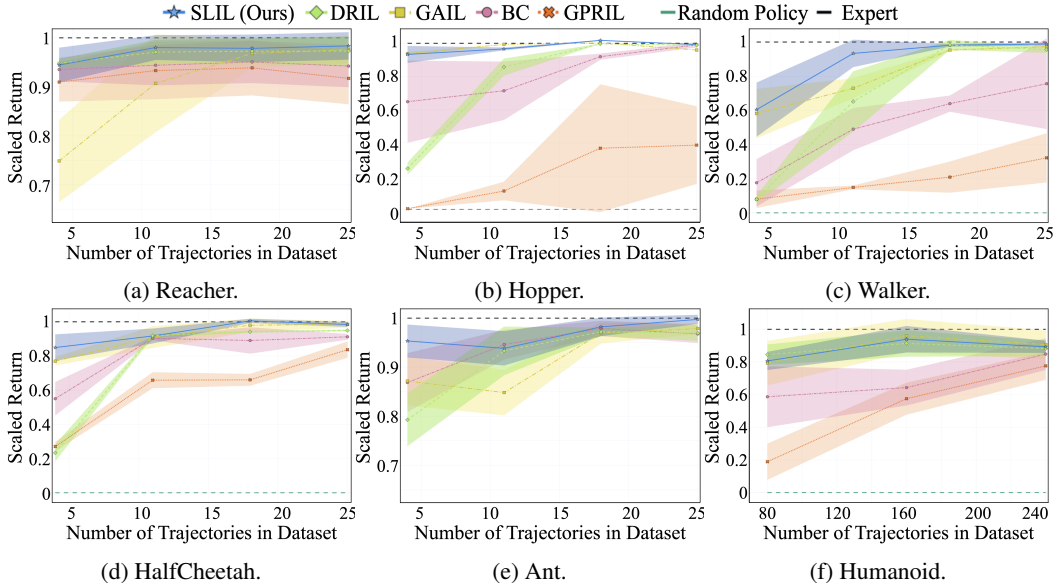 SLIL (Ours) DRIL GAIL BC GPRIL Random Policy Expert
1 0.9 0.8 0.7
Scaled Return
5 10 15 20 25
Number of Trajectories in Dataset
(a) Reacher.
1 0.8 0.6 0.4 0.2 0
Scaled Return
5 10 15 20 25
Number of Trajectories in Dataset
(b) Hopper.
1 0.8 0.6 0.4 0.2 0
Scaled Return
5 10 15 20 25
Number of Trajectories in Dataset
(c) Walker.
1 0.8 0.6 0.4 0.2 0
Scaled Return
5 10 15 20 25
Number of Trajectories in Dataset
(d) HalfCheetah.
1 0.9 0.8 0.7
Scaled Return
5 10 15 20 25
Number of Trajectories in Dataset
(e) Ant.
1 0.8 0.6 0.4 0.2 0
Scaled Return
80 120 160 200 240
Number of Trajectories in Dataset
(f) Humanoid.